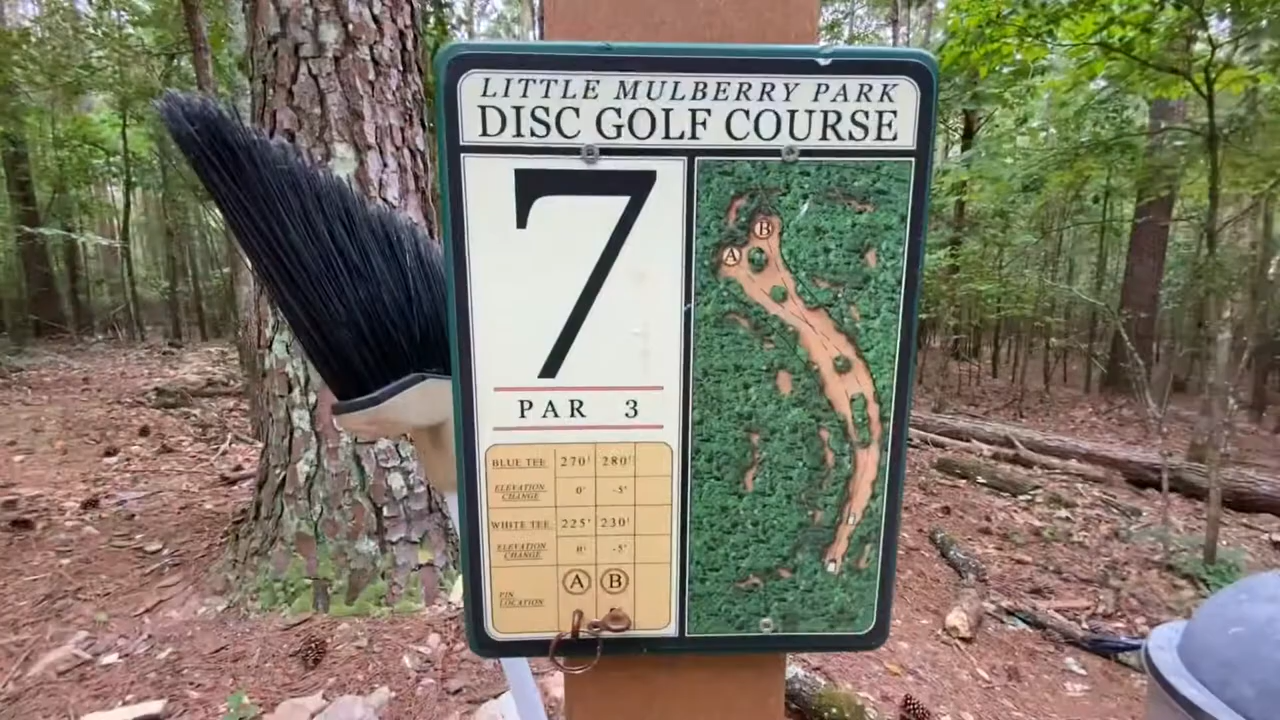 LITTLE MULBERRY PARK
DISC GOLF COURSE
7
PAR 3
BLUE TEE 270' 280'
ELEVATION CHANGE 0' -5'
WHITE TEE 225' 230'
ELEVATION CHANGE 0' -5'
PIN LOCATION A B
B
A